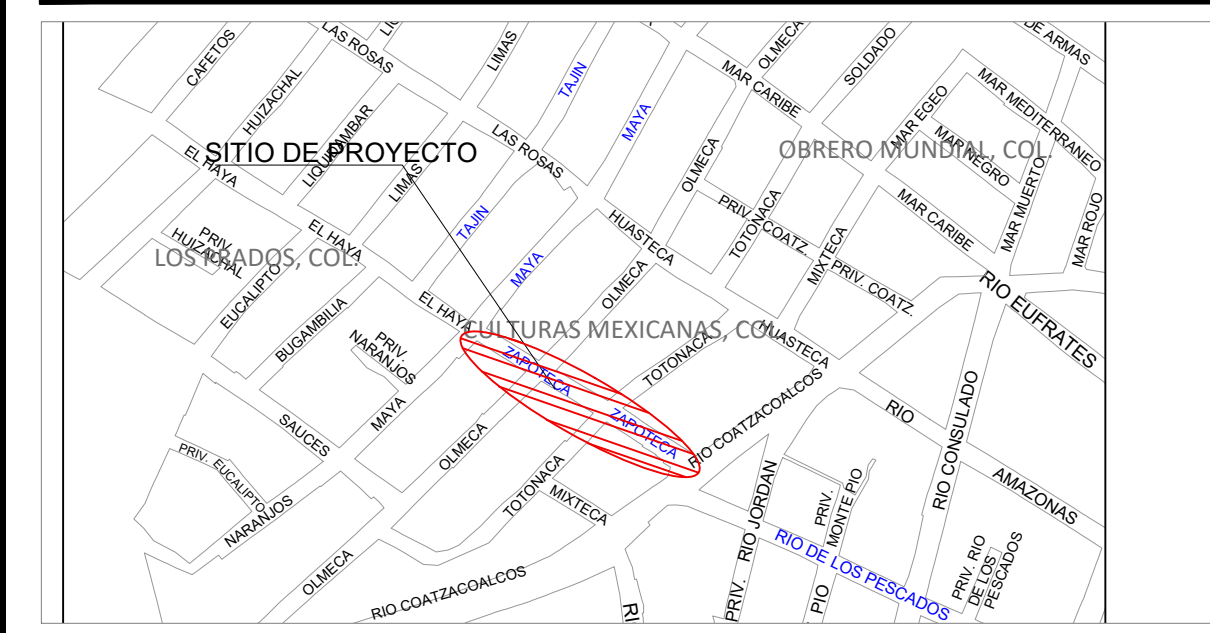 CAFETOS
LAS ROSAS
LI
LIMAS
TAJIN
MAYA
OLMECA
SOLDADO
DE ARMAS
MAR CARIBE
HUIZACHAL
LIQUIDAMBAR
SITIO DE PROYECTO
EL HAYA
LIMAS
LAS ROSAS
OLMECA
OBRERO MUNDIAL, COL.
MAR EGEO
MAR NEGRO
MAR MEDITERRANEO
MAR MUERTO
MAR ROJO
MAR CARIBE
PRIV.
HUIZACHAL
EL HAYA
TAJIN
HUASTECA
TOTONACA
PRIV. COATZ.
MIXTECA
PRIV. COATZ.
EUCALIPTO
BUGAMBILIA
EL HAYA
MAYA
OLMECA
CULTURAS MEXICANAS, COL.
HUASTECA
RIO EUFRATES
PRIV.
NARANJOS
ZAPOTECA
TOTONACA
ZAPOTECA
RIO COATZACOALCOS
RIO
AMAZONAS
RIO CONSULADO
SAUCES
MAYA
OLMECA
PRIV. EUCALIPTO
NARANJOS
TOTONACA
MIXTECA
PRIV. RIO JORDAN
PRIV.
MONTE PIO
PIO
RIO DE LOS PESCADOS
PRIV. RIO
DE LOS
PESCADOS
OLMECA
RIO COATZACOALCOS
RI